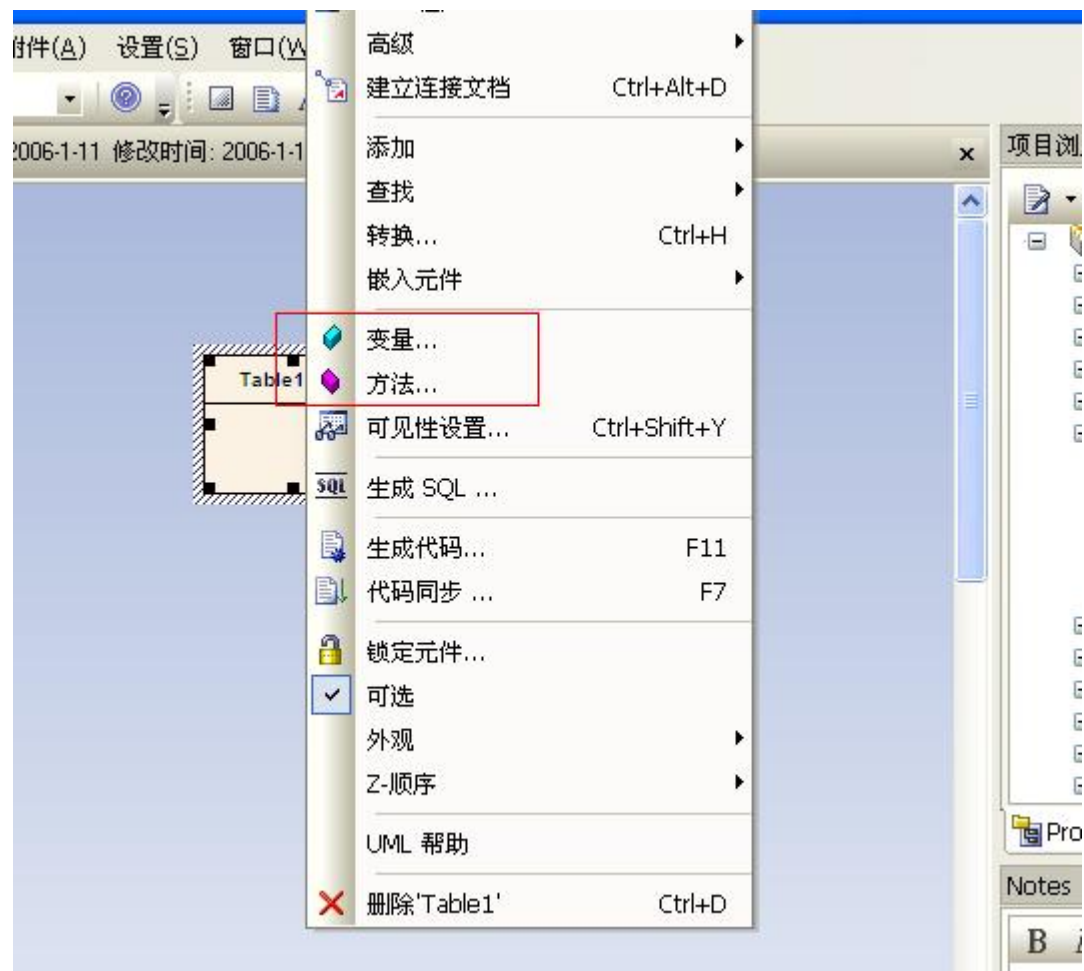 附件(A) 设置(S) 窗口(W
高级
建立连接文档 Ctrl+Alt+D
2006-1-11 修改时间: 2006-1-1
项目浏
添加
查找
转换... Ctrl+H
嵌入元件
变量...
Table1
方法...
可见性设置... Ctrl+Shift+Y
SQL 生成 SQL ...
生成代码... F11
代码同步 ... F7
锁定元件...
可选
外观
Z-顺序
UML 帮助
Pro
Notes
删除'Table1' Ctrl+D
B